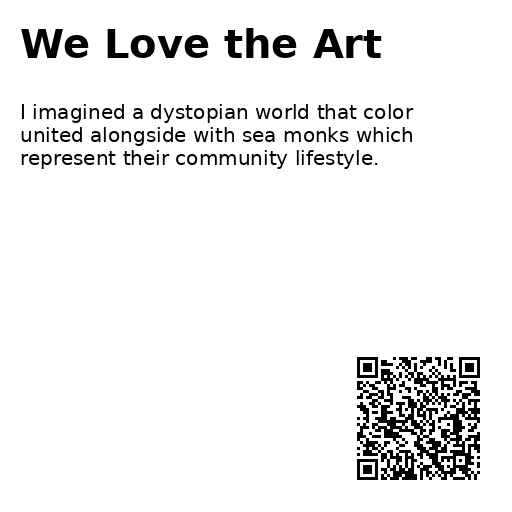 We Love the Art
I imagined a dystopian world that color
united alongside with sea monks which
represent their community lifestyle.